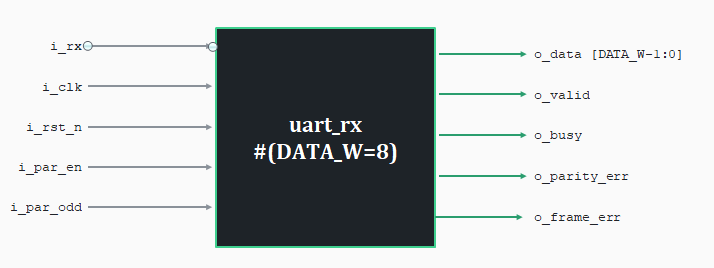 i_rx
i_clk
i_rst_n
i_par_en
i_par_odd
uart_rx
#(DATA_W=8)
o_data [DATA_W-1:0]
o_valid
o_busy
o_parity_err
o_frame_err